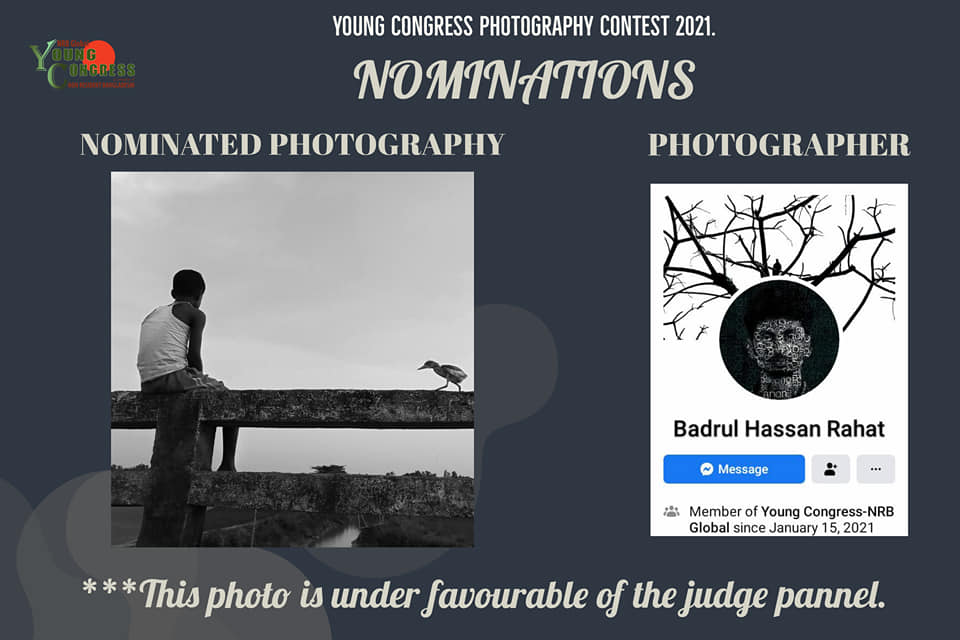 YOUNG CONGRESS PHOTOGRAPHY CONTEST 2021.
YOUNG
CONGRESS
NOMINATIONS
NOMINATED PHOTOGRAPHY
PHOTOGRAPHER
Badrul Hassan Rahat
Message
Member of Young Congress-NRB
Global since January 15, 2021
***This photo is under favourable of the judge pannel.